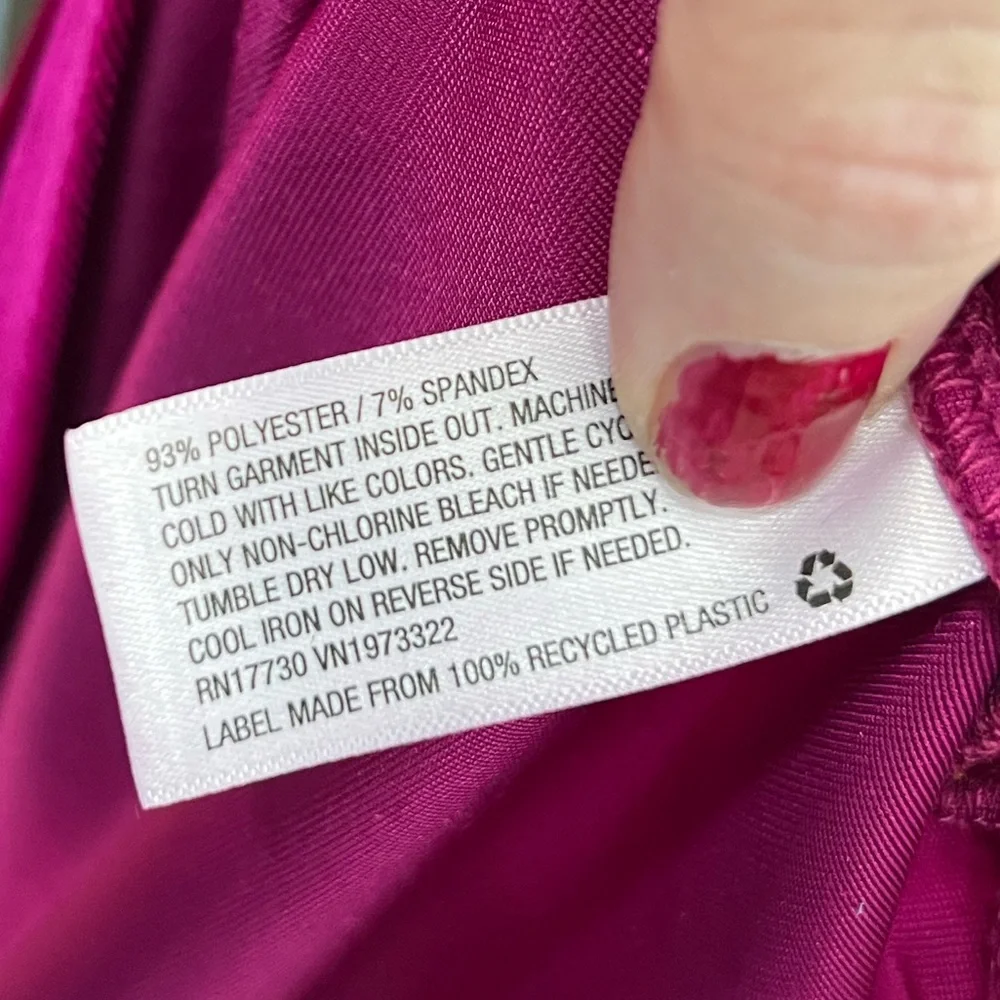 93% POLYESTER / 7% SPANDEX
TURN GARMENT INSIDE OUT. MACHINE
COLD WITH LIKE COLORS. GENTLE CYC
ONLY NON-CHLORINE BLEACH IF NEEDE
TUMBLE DRY LOW. REMOVE PROMPTLY.
COOL IRON ON REVERSE SIDE IF NEEDED.
RN17730 VN1973322
LABEL MADE FROM 100% RECYCLED PLASTIC